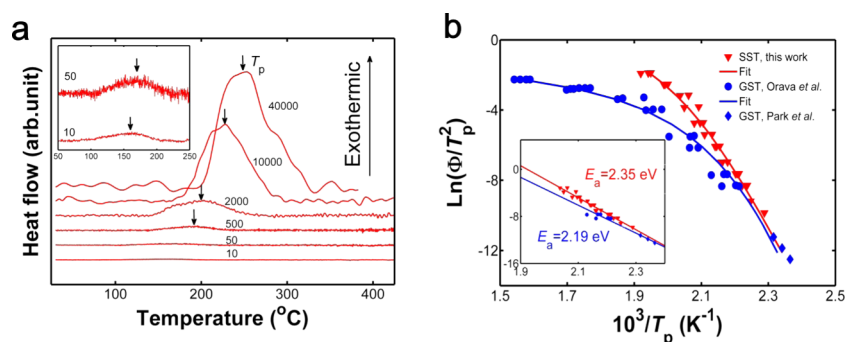 a
Heat flow (arb.unit)
Temperature (°C)
Exothermic
Tp
40000
10000
2000
500
50
10
100
200
300
400
50
10
50
100
150
200
250
b
Ln(Φ/Tp²)
10³/Tp (K⁻¹)
0
-4
-8
-12
1.5
1.7
1.9
2.1
2.3
2.5
SST, this work
Fit
GST, Orava et al.
Fit
GST, Park et al.
Ea=2.35 eV
Ea=2.19 eV
0
-8
-16
1.9
2.1
2.3